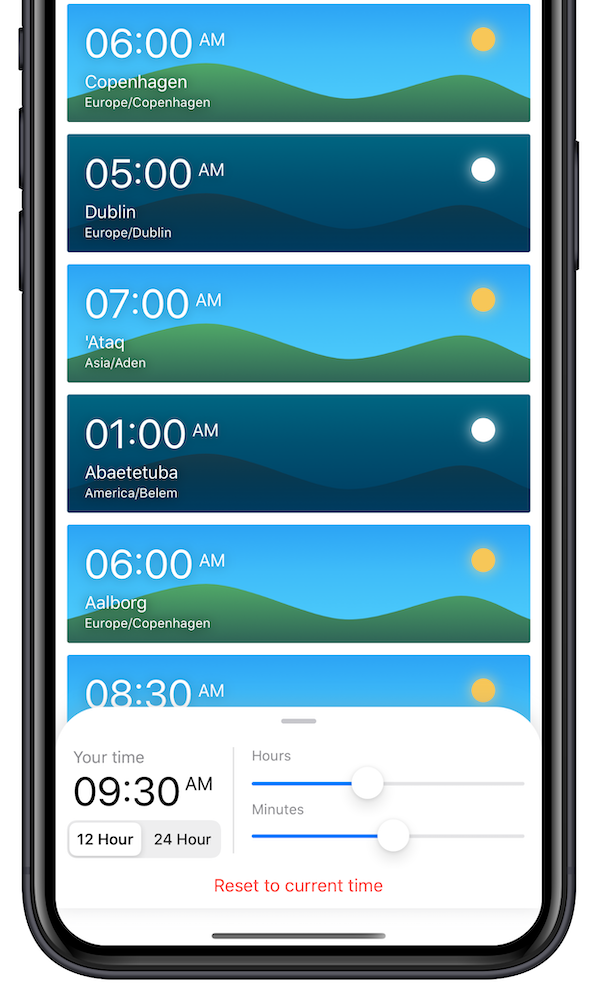 06:00 AM
Copenhagen
Europe/Copenhagen
05:00 AM
Dublin
Europe/Dublin
07:00 AM
'Ataq
Asia/Aden
01:00 AM
Abaetetuba
America/Belem
06:00 AM
Aalborg
Europe/Copenhagen
08:30 AM
Your time
09:30 AM
12 Hour
24 Hour
Hours
Minutes
Reset to current time